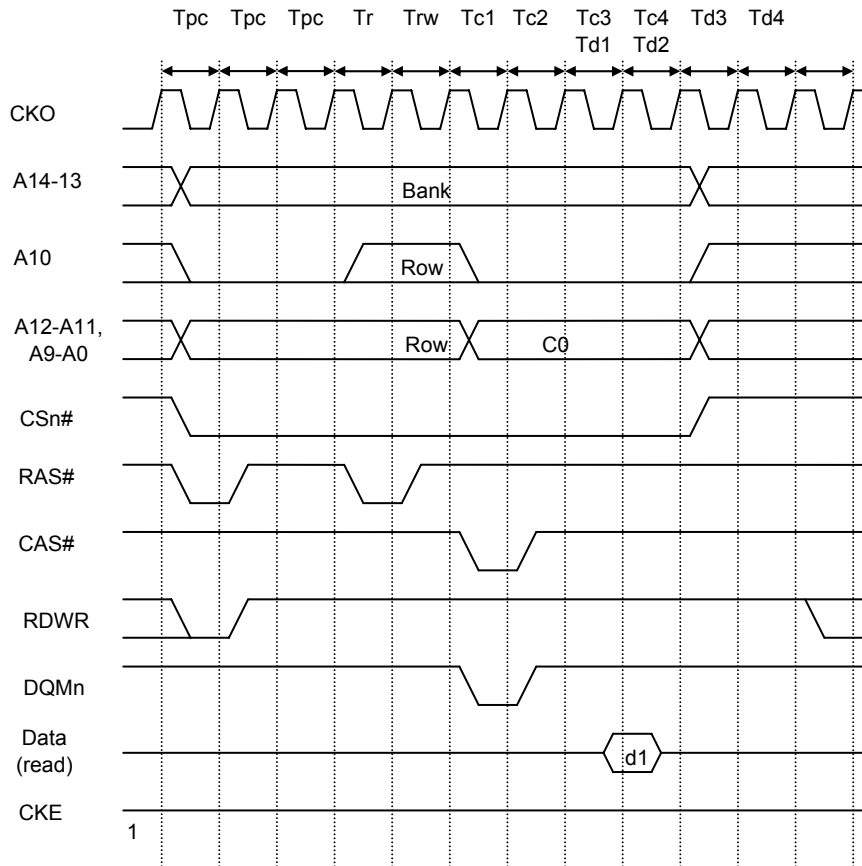 Tpc Tpc Tpc Tr Trw Tc1 Tc2 Tc3 Tc4 Td3 Td4
Td1 Td2
CKO
A14-13
Bank
A10
Row
A12-A11,
A9-A0
Row
C0
CSn#
RAS#
CAS#
RDWR
DQMn
Data
(read)
d1
CKE
1